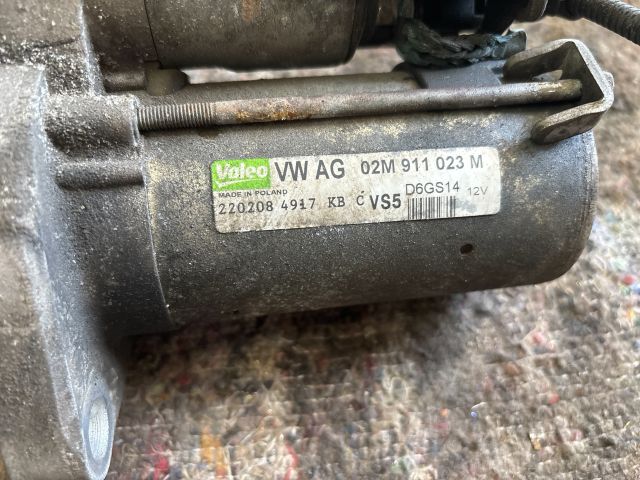 Valeo VW AG 02M 911 023 M
MADE IN POLAND D6GS14 12V
220208 4917 KB C VS5